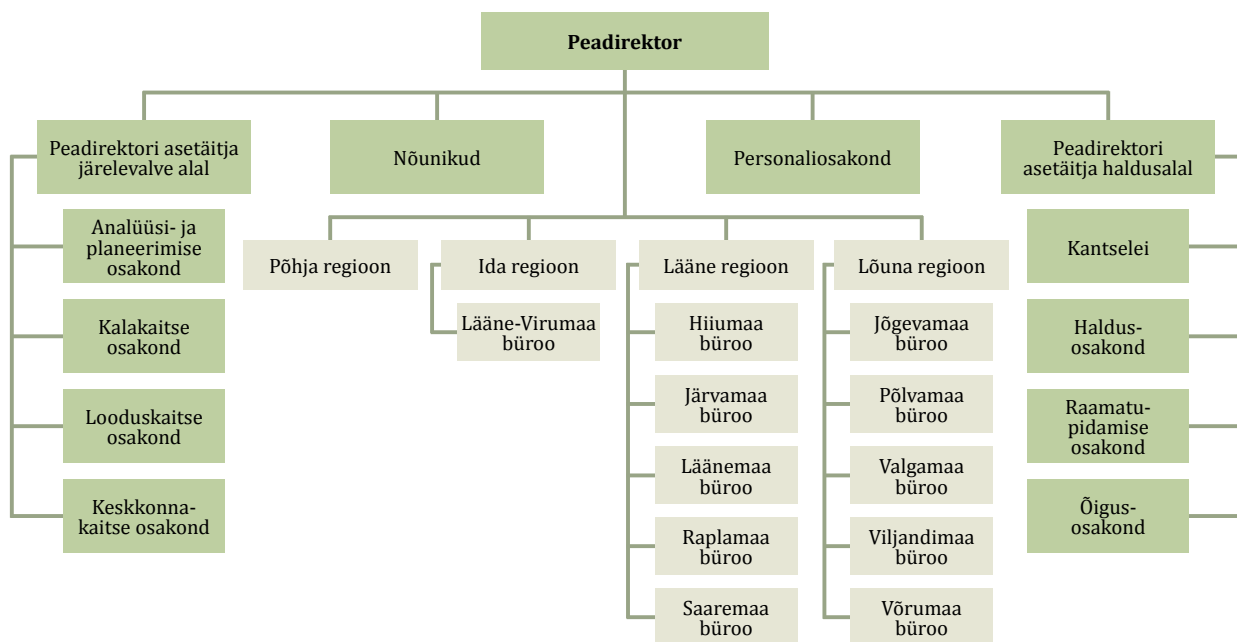 Peadirektor
Peadirektori asetäitja
järelevalve alal
Nõunikud
Personaliosakond
Peadirektori
asetäitja haldusalal
Analüüsi- ja
planeerimise
osakond
Kalakaitse
osakond
Looduskaitse
osakond
Keskkonna-
kaitse osakond
Põhja regioon
Ida regioon
Lääne-Virumaa
büroo
Lääne regioon
Hiiumaa
büroo
Järvamaa
büroo
Läänemaa
büroo
Raplamaa
büroo
Saaremaa
büroo
Lõuna regioon
Jõgevamaa
büroo
Põlvamaa
büroo
Valgamaa
büroo
Viljandimaa
büroo
Võrumaa
büroo
Kantselei
Haldus-
osakond
Raamatu-
pidamise
osakond
Õigus-
osakond